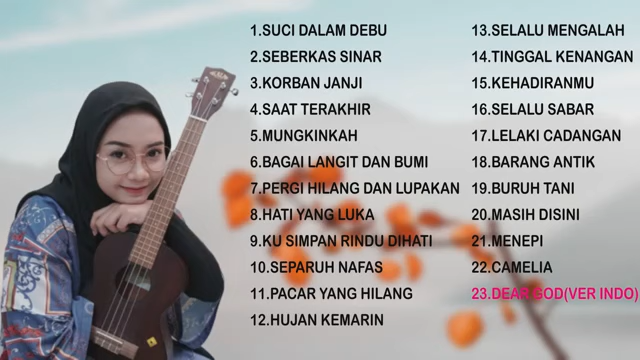 1.SUCI DALAM DEBU
2.SEBERKAS SINAR
3.KORBAN JANJI
4.SAAT TERAKHIR
5.MUNGKINKAH
6.BAGAI LANGIT DAN BUMI
7.PERGI HILANG DAN LUPAKAN
8.HATI YANG LUKA
9.KU SIMPAN RINDU DIHATI
10.SEPARUH NAFAS
11.PACAR YANG HILANG
12.HUJAN KEMARIN
13.SELALU MENGALAH
14.TINGGAL KENANGAN
15.KEHADIRANMU
16.SELALU SABAR
17.LELAKI CADANGAN
18.BARANG ANTIK
19.BURUH TANI
20.MASIH DISINI
21.MENEPI
22.CAMELIA
23.DEAR GOD(VER INDO)